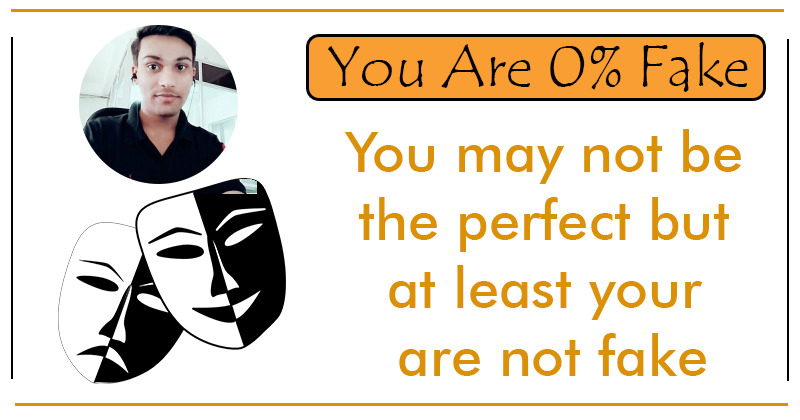 You Are 0% Fake
You may not be
the perfect but
at least your
are not fake